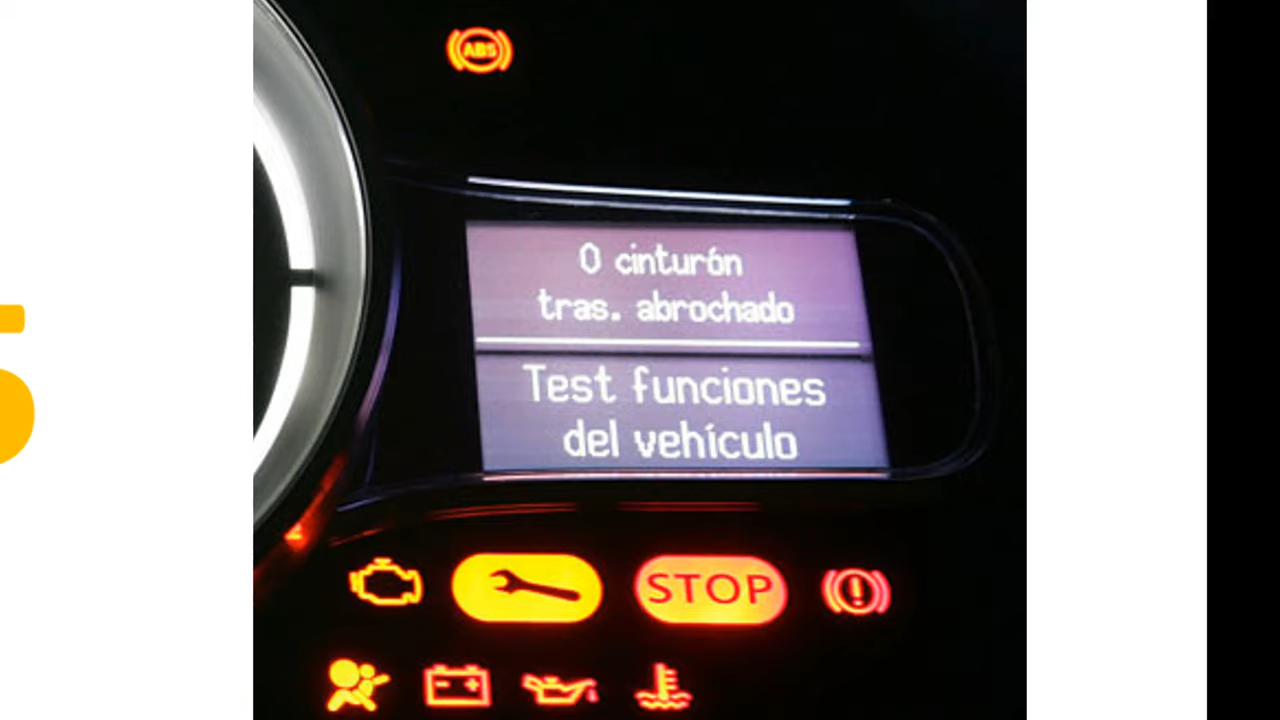 ABS
0 cinturón
tras. abrochado
Test funciones
del vehículo
STOP